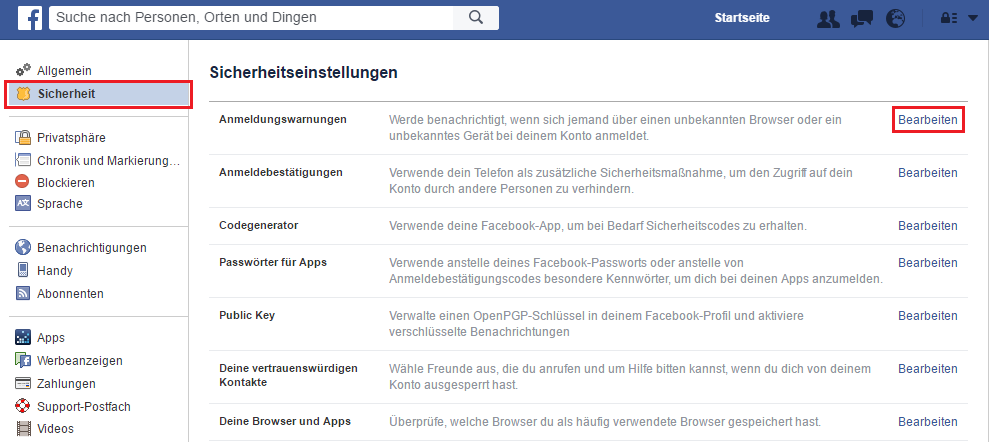 f
Suche nach Personen, Orten und Dingen
Startseite
Allgemein
Sicherheit
Privatsphäre
Chronik und Markierung…
Blockieren
Sprache
Benachrichtigungen
Handy
Abonnenten
Apps
Werbeanzeigen
Zahlungen
Support-Postfach
Videos
Sicherheitseinstellungen
Anmeldungswarnungen
Werde benachrichtigt, wenn sich jemand über einen unbekannten Browser oder ein
unbekanntes Gerät bei deinem Konto anmeldet.
Bearbeiten
Anmeldebestätigungen
Verwende dein Telefon als zusätzliche Sicherheitsmaßnahme, um den Zugriff auf dein
Konto durch andere Personen zu verhindern.
Bearbeiten
Codegenerator
Verwende deine Facebook-App, um bei Bedarf Sicherheitscodes zu erhalten.
Bearbeiten
Passwörter für Apps
Verwende anstelle deines Facebook-Passworts oder anstelle von
Anmeldebestätigungscodes besondere Kennwörter, um dich bei deinen Apps anzumelden.
Bearbeiten
Public Key
Verwalte einen OpenPGP-Schlüssel in deinem Facebook-Profil und aktiviere
verschlüsselte Benachrichtigungen
Bearbeiten
Deine vertrauenswürdigen
Kontakte
Wähle Freunde aus, die du anrufen und um Hilfe bitten kannst, wenn du dich von deinem
Konto ausgesperrt hast.
Bearbeiten
Deine Browser und Apps
Überprüfe, welche Browser du als häufig verwendete Browser gespeichert hast.
Bearbeiten